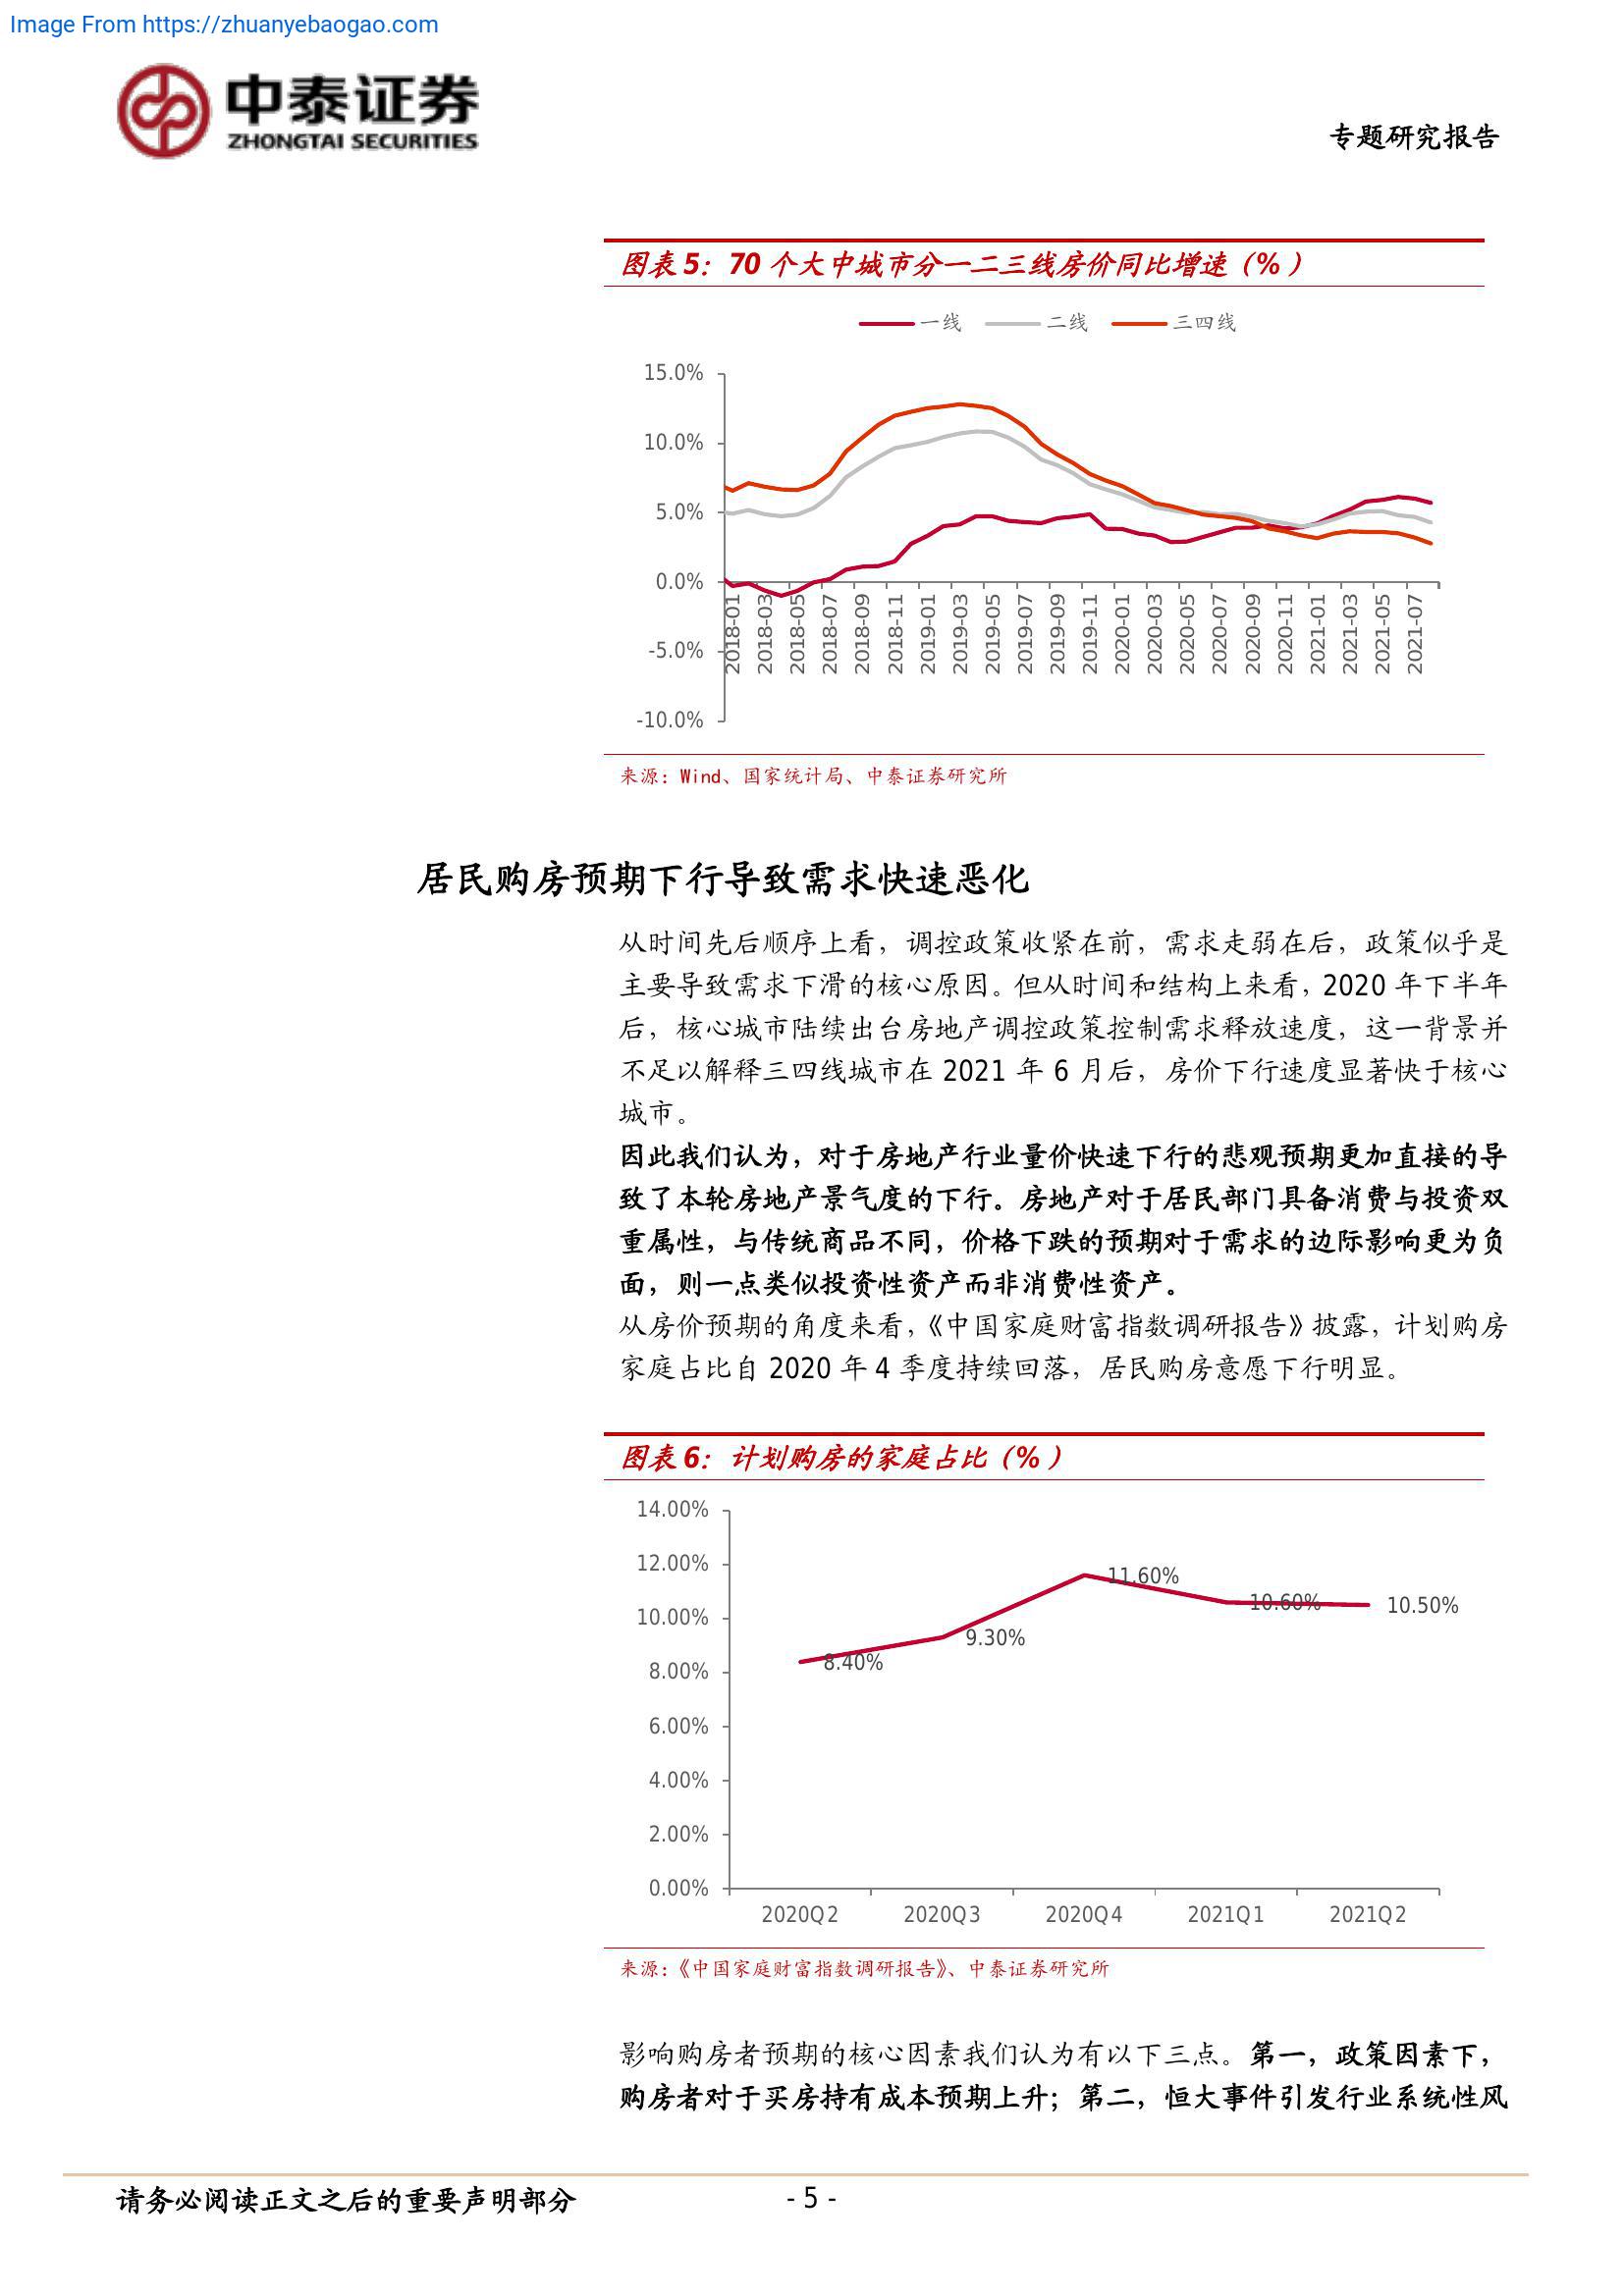 Image From https://zhuanyebaogao.com
中泰证券
ZHONGTAI SECURITIES
专题研究报告
图表 5：70 个大中城市分一二三线房价同比增速（%）
一线 二线 三四线
15.0%
10.0%
5.0%
0.0%
-5.0%
-10.0%
2018-01 2018-03 2018-05 2018-07 2018-09 2018-11 2019-01 2019-03 2019-05 2019-07 2019-09 2019-11 2020-01 2020-03 2020-05 2020-07 2020-09 2020-11 2021-01 2021-03 2021-05 2021-07
来源：Wind、国家统计局、中泰证券研究所
居民购房预期下行导致需求快速恶化
从时间先后顺序上看，调控政策收紧在前，需求走弱在后，政策似乎是
主要导致需求下滑的核心原因。但从时间和结构上来看，2020 年下半年
后，核心城市陆续出台房地产调控政策控制需求释放速度，这一背景并
不足以解释三四线城市在 2021 年 6 月后，房价下行速度显著快于核心
城市。
因此我们认为，对于房地产行业量价快速下行的悲观预期更加直接的导
致了本轮房地产景气度的下行。房地产对于居民部门具备消费与投资双
重属性，与传统商品不同，价格下跌的预期对于需求的边际影响更为负
面，则一点类似投资性资产而非消费性资产。
从房价预期的角度来看，《中国家庭财富指数调研报告》披露，计划购房
家庭占比自 2020 年 4 季度持续回落，居民购房意愿下行明显。
图表 6：计划购房的家庭占比（%）
14.00%
12.00%
10.00%
8.00%
6.00%
4.00%
2.00%
0.00%
8.40% 9.30% 11.60% 10.60% 10.50%
2020Q2 2020Q3 2020Q4 2021Q1 2021Q2
来源：《中国家庭财富指数调研报告》、中泰证券研究所
影响购房者预期的核心因素我们认为有以下三点。第一，政策因素下，
购房者对于买房持有成本预期上升；第二，恒大事件引发行业系统性风
请务必阅读正文之后的重要声明部分
- 5 -